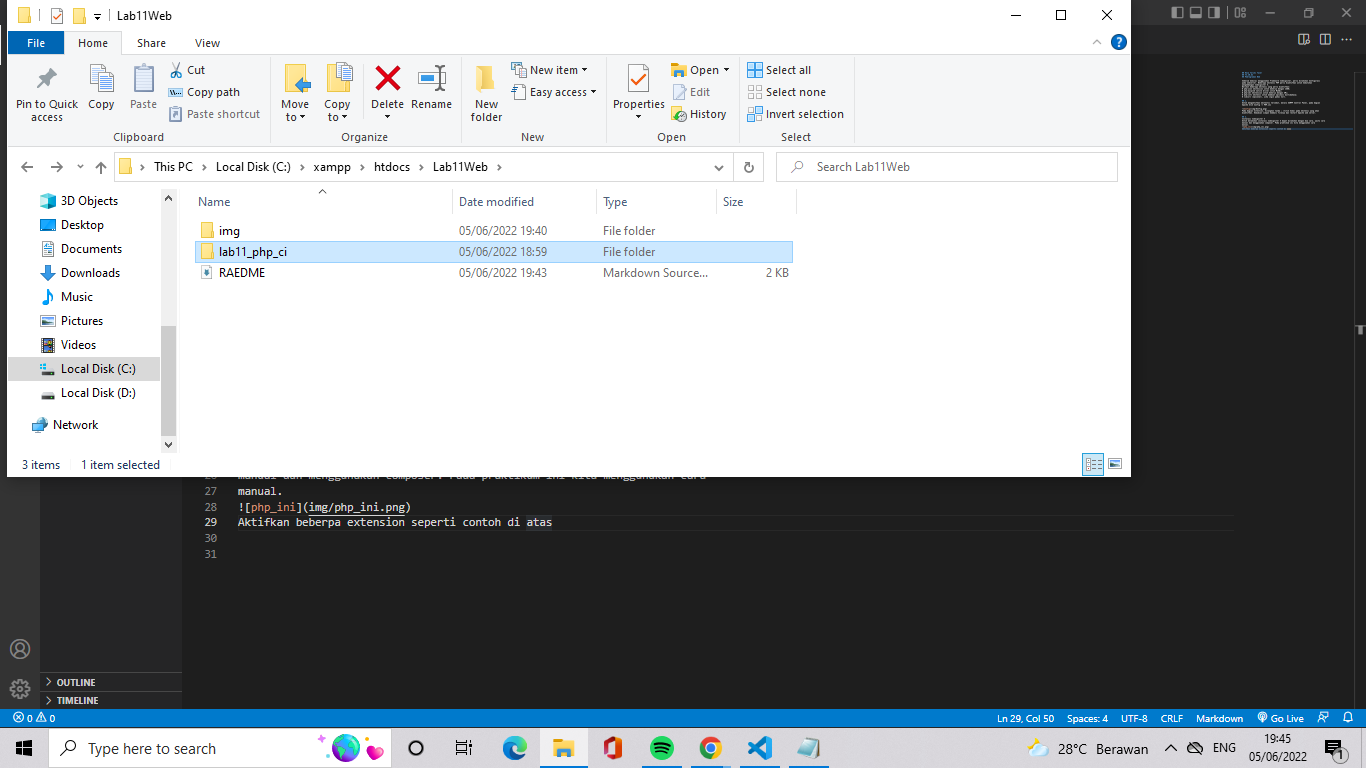 Lab11Web
File Home Share View
Pin to Quick access
Copy
Paste
Cut
Copy path
Paste shortcut
Clipboard
Move to
Copy to
Delete
Rename
Organize
New folder
New item
Easy access
New
Properties
Open
Edit
History
Open
Select all
Select none
Invert selection
Select
This PC Local Disk (C:) xampp htdocs Lab11Web
Search Lab11Web
3D Objects
Desktop
Documents
Downloads
Music
Pictures
Videos
Local Disk (C:)
Local Disk (D:)
Network
Name Date modified Type Size
img 05/06/2022 19:40 File folder
lab11_php_ci 05/06/2022 18:59 File folder
RAEDME 05/06/2022 19:43 Markdown Source... 2 KB
3 items 1 item selected
27 manual.
28 ![php_ini](img/php_ini.png)
29 Aktifkan beberpa extension seperti contoh di atas
30
31
OUTLINE
TIMELINE
0 0 Ln 29, Col 50 Spaces: 4 UTF-8 CRLF Markdown Go Live
Type here to search
28°C Berawan ENG
19:45
05/06/2022
1